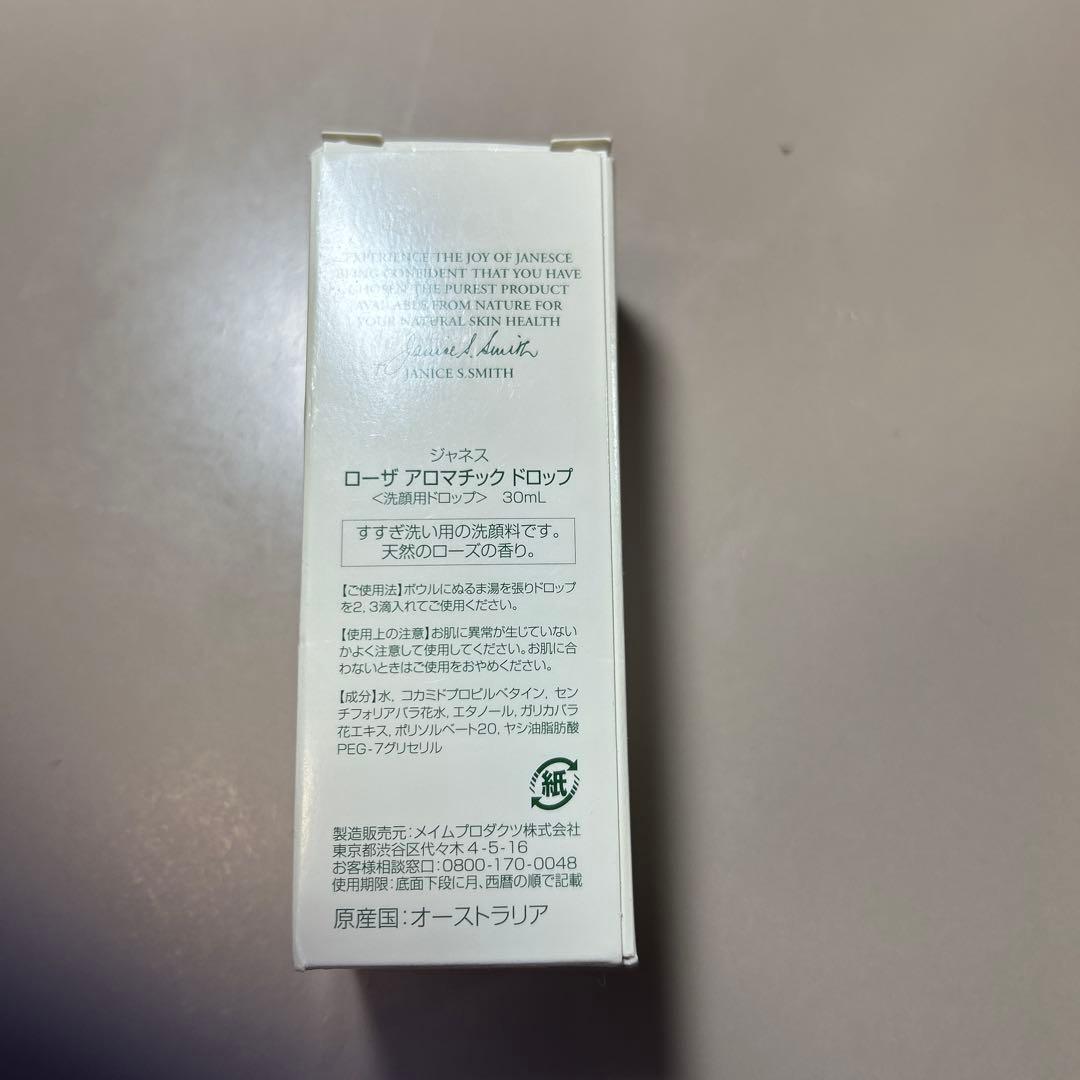 EXPERIENCE THE JOY OF JANESCE
BEING CONFIDENT THAT YOU HAVE
CHOSEN THE PUREST PRODUCT
AVAILABLE FROM NATURE FOR
YOUR NATURAL SKIN HEALTH
Janice S. Smith
JANICE S.SMITH
ジャネス
ローザ アロマチック ドロップ
<洗顔用ドロップ> 30mL
すすぎ洗い用の洗顔料です。
天然のローズの香り。
【ご使用法】ボウルにぬるま湯を張りドロップ
を2,3滴入れてご使用ください。
【使用上の注意】お肌に異常が生じていない
かよく注意して使用してください。お肌に合
わないときはご使用をおやめください。
【成分】水, コカミドプロピルベタイン, セン
チフォリアバラ花水, エタノール, ガリカバラ
花エキス, ポリソルベート20, ヤシ油脂肪酸
PEG-7グリセリル
紙
製造販売元:メイムプロダクツ株式会社
東京都渋谷区代々木4-5-16
お客様相談窓口:0800-170-0048
使用期限:底面下段に月、西暦の順で記載
原産国:オーストラリア